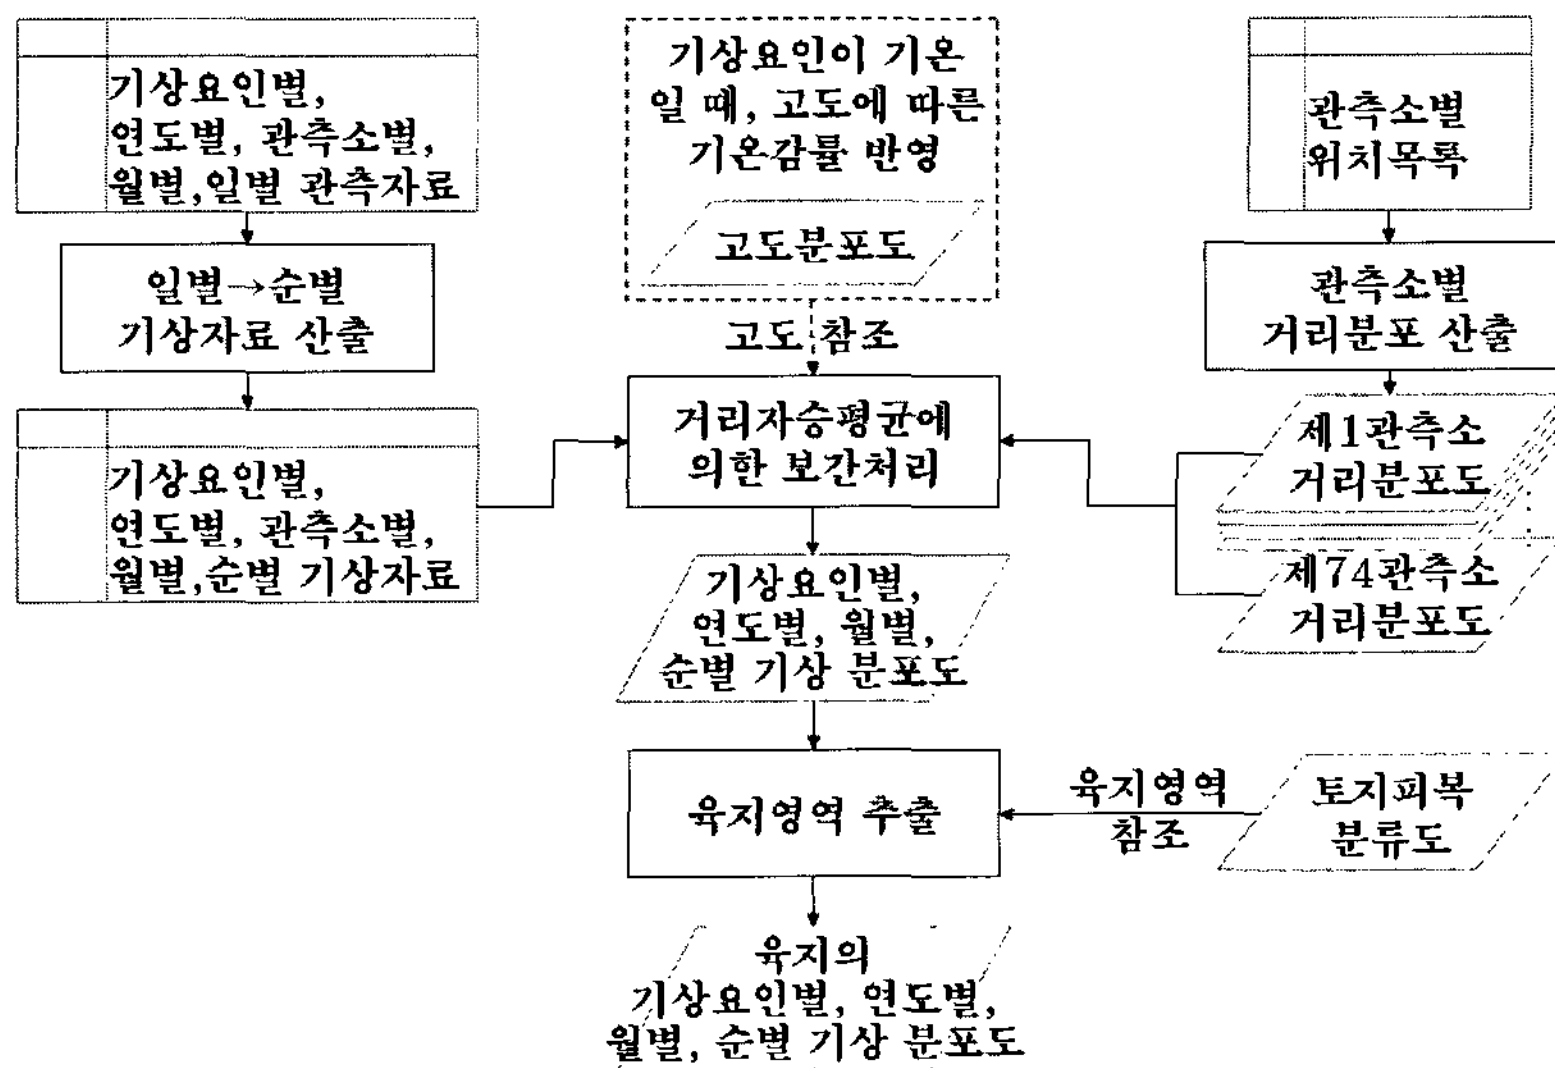 기상요인별,
연도별, 관측소별,
월별,일별 관측자료
일별→순별
기상자료 산출
기상요인별,
연도별, 관측소별,
월별,순별 기상자료
기상요인이 기온
일 때, 고도에 따른
기온감률 반영
고도분포도
고도 참조
거리자승평균에
의한 보간처리
기상요인별,
연도별, 월별,
순별 기상 분포도
육지영역 추출
육지의
기상요인별, 연도별,
월별, 순별 기상 분포도
관측소별
위치목록
관측소별
거리분포 산출
제1관측소
거리분포도
제74관측소
거리분포도
육지영역
참조
토지피복
분류도